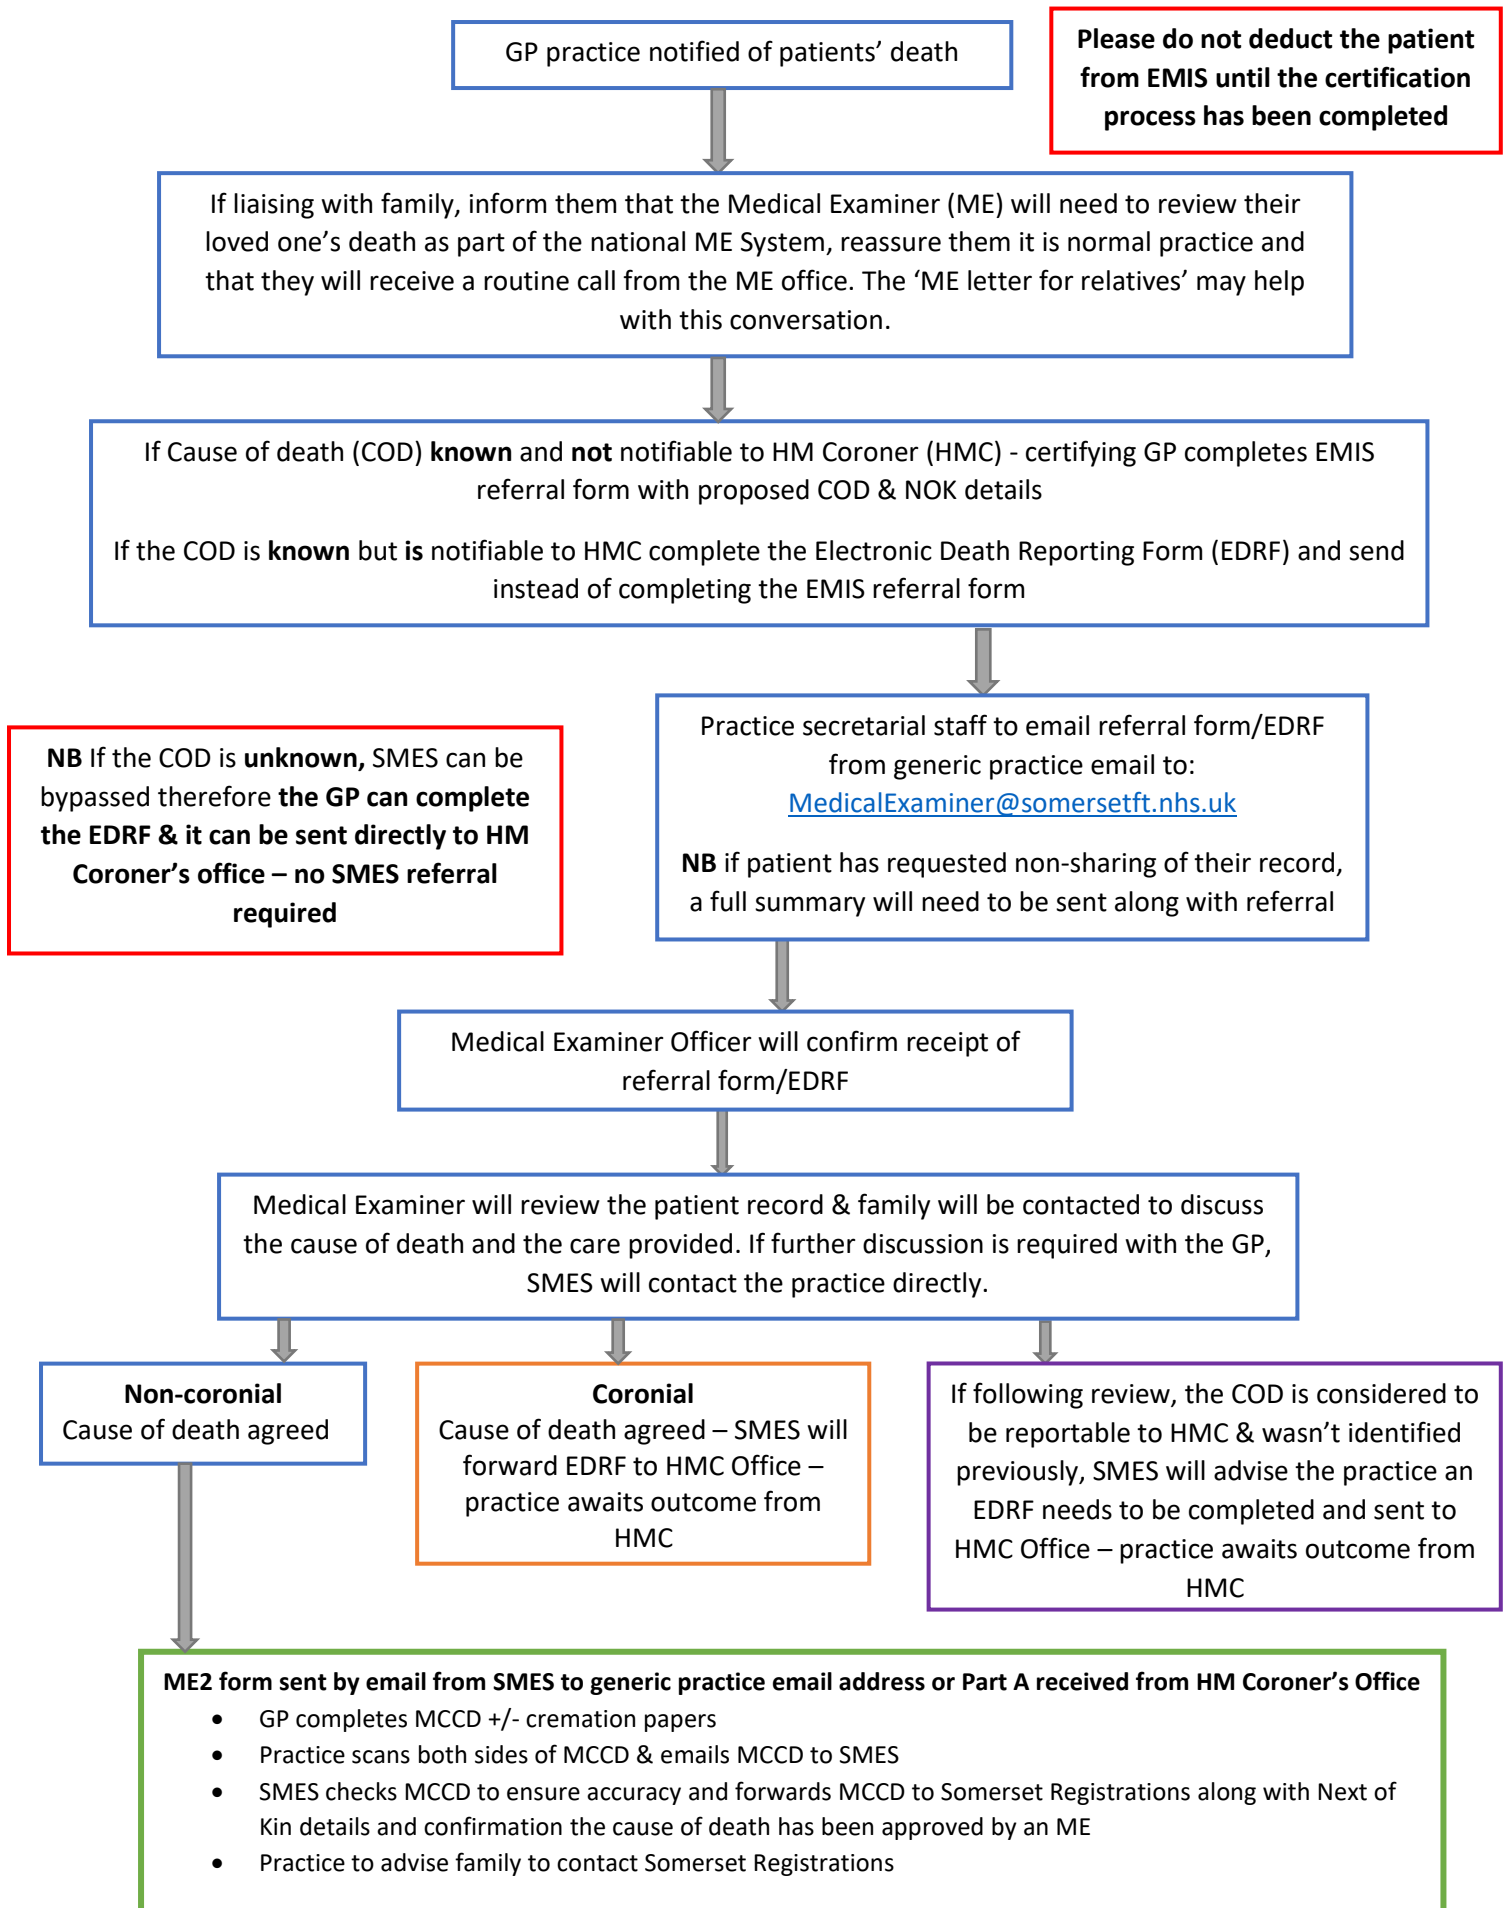 GP practice notified of patients’ death
Please do not deduct the patient
from EMIS until the certification
process has been completed
If liaising with family, inform them that the Medical Examiner (ME) will need to review their
loved one’s death as part of the national ME System, reassure them it is normal practice and
that they will receive a routine call from the ME office. The ‘ME letter for relatives’ may help
with this conversation.
If Cause of death (COD) known and not notifiable to HM Coroner (HMC) - certifying GP completes EMIS
referral form with proposed COD & NOK details
If the COD is known but is notifiable to HMC complete the Electronic Death Reporting Form (EDRF) and send
instead of completing the EMIS referral form
NB If the COD is unknown, SMES can be
bypassed therefore the GP can complete
the EDRF & it can be sent directly to HM
Coroner’s office – no SMES referral
required
Practice secretarial staff to email referral form/EDRF
from generic practice email to:
MedicalExaminer@somersetft.nhs.uk
NB if patient has requested non-sharing of their record,
a full summary will need to be sent along with referral
Medical Examiner Officer will confirm receipt of
referral form/EDRF
Medical Examiner will review the patient record & family will be contacted to discuss
the cause of death and the care provided. If further discussion is required with the GP,
SMES will contact the practice directly.
Non-coronial
Cause of death agreed
Coronial
Cause of death agreed – SMES will
forward EDRF to HMC Office –
practice awaits outcome from
HMC
If following review, the COD is considered to
be reportable to HMC & wasn’t identified
previously, SMES will advise the practice an
EDRF needs to be completed and sent to
HMC Office – practice awaits outcome from
HMC
ME2 form sent by email from SMES to generic practice email address or Part A received from HM Coroner’s Office
• GP completes MCCD +/- cremation papers
• Practice scans both sides of MCCD & emails MCCD to SMES
• SMES checks MCCD to ensure accuracy and forwards MCCD to Somerset Registrations along with Next of
Kin details and confirmation the cause of death has been approved by an ME
• Practice to advise family to contact Somerset Registrations